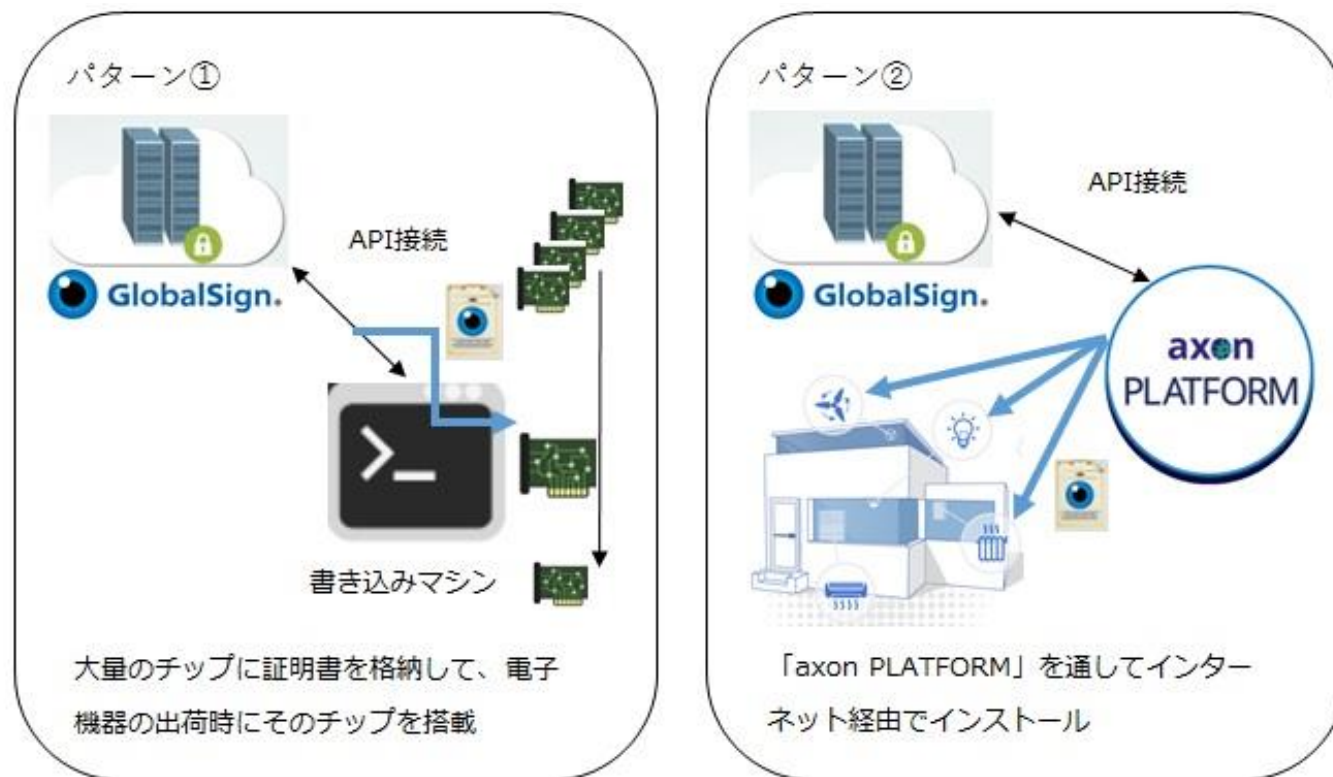 パターン①
API接続
GlobalSign.
書き込みマシン
大量のチップに証明書を格納して、電子
機器の出荷時にそのチップを搭載
パターン②
API接続
GlobalSign.
axon
PLATFORM
「axon PLATFORM」を通してインター
ネット経由でインストール